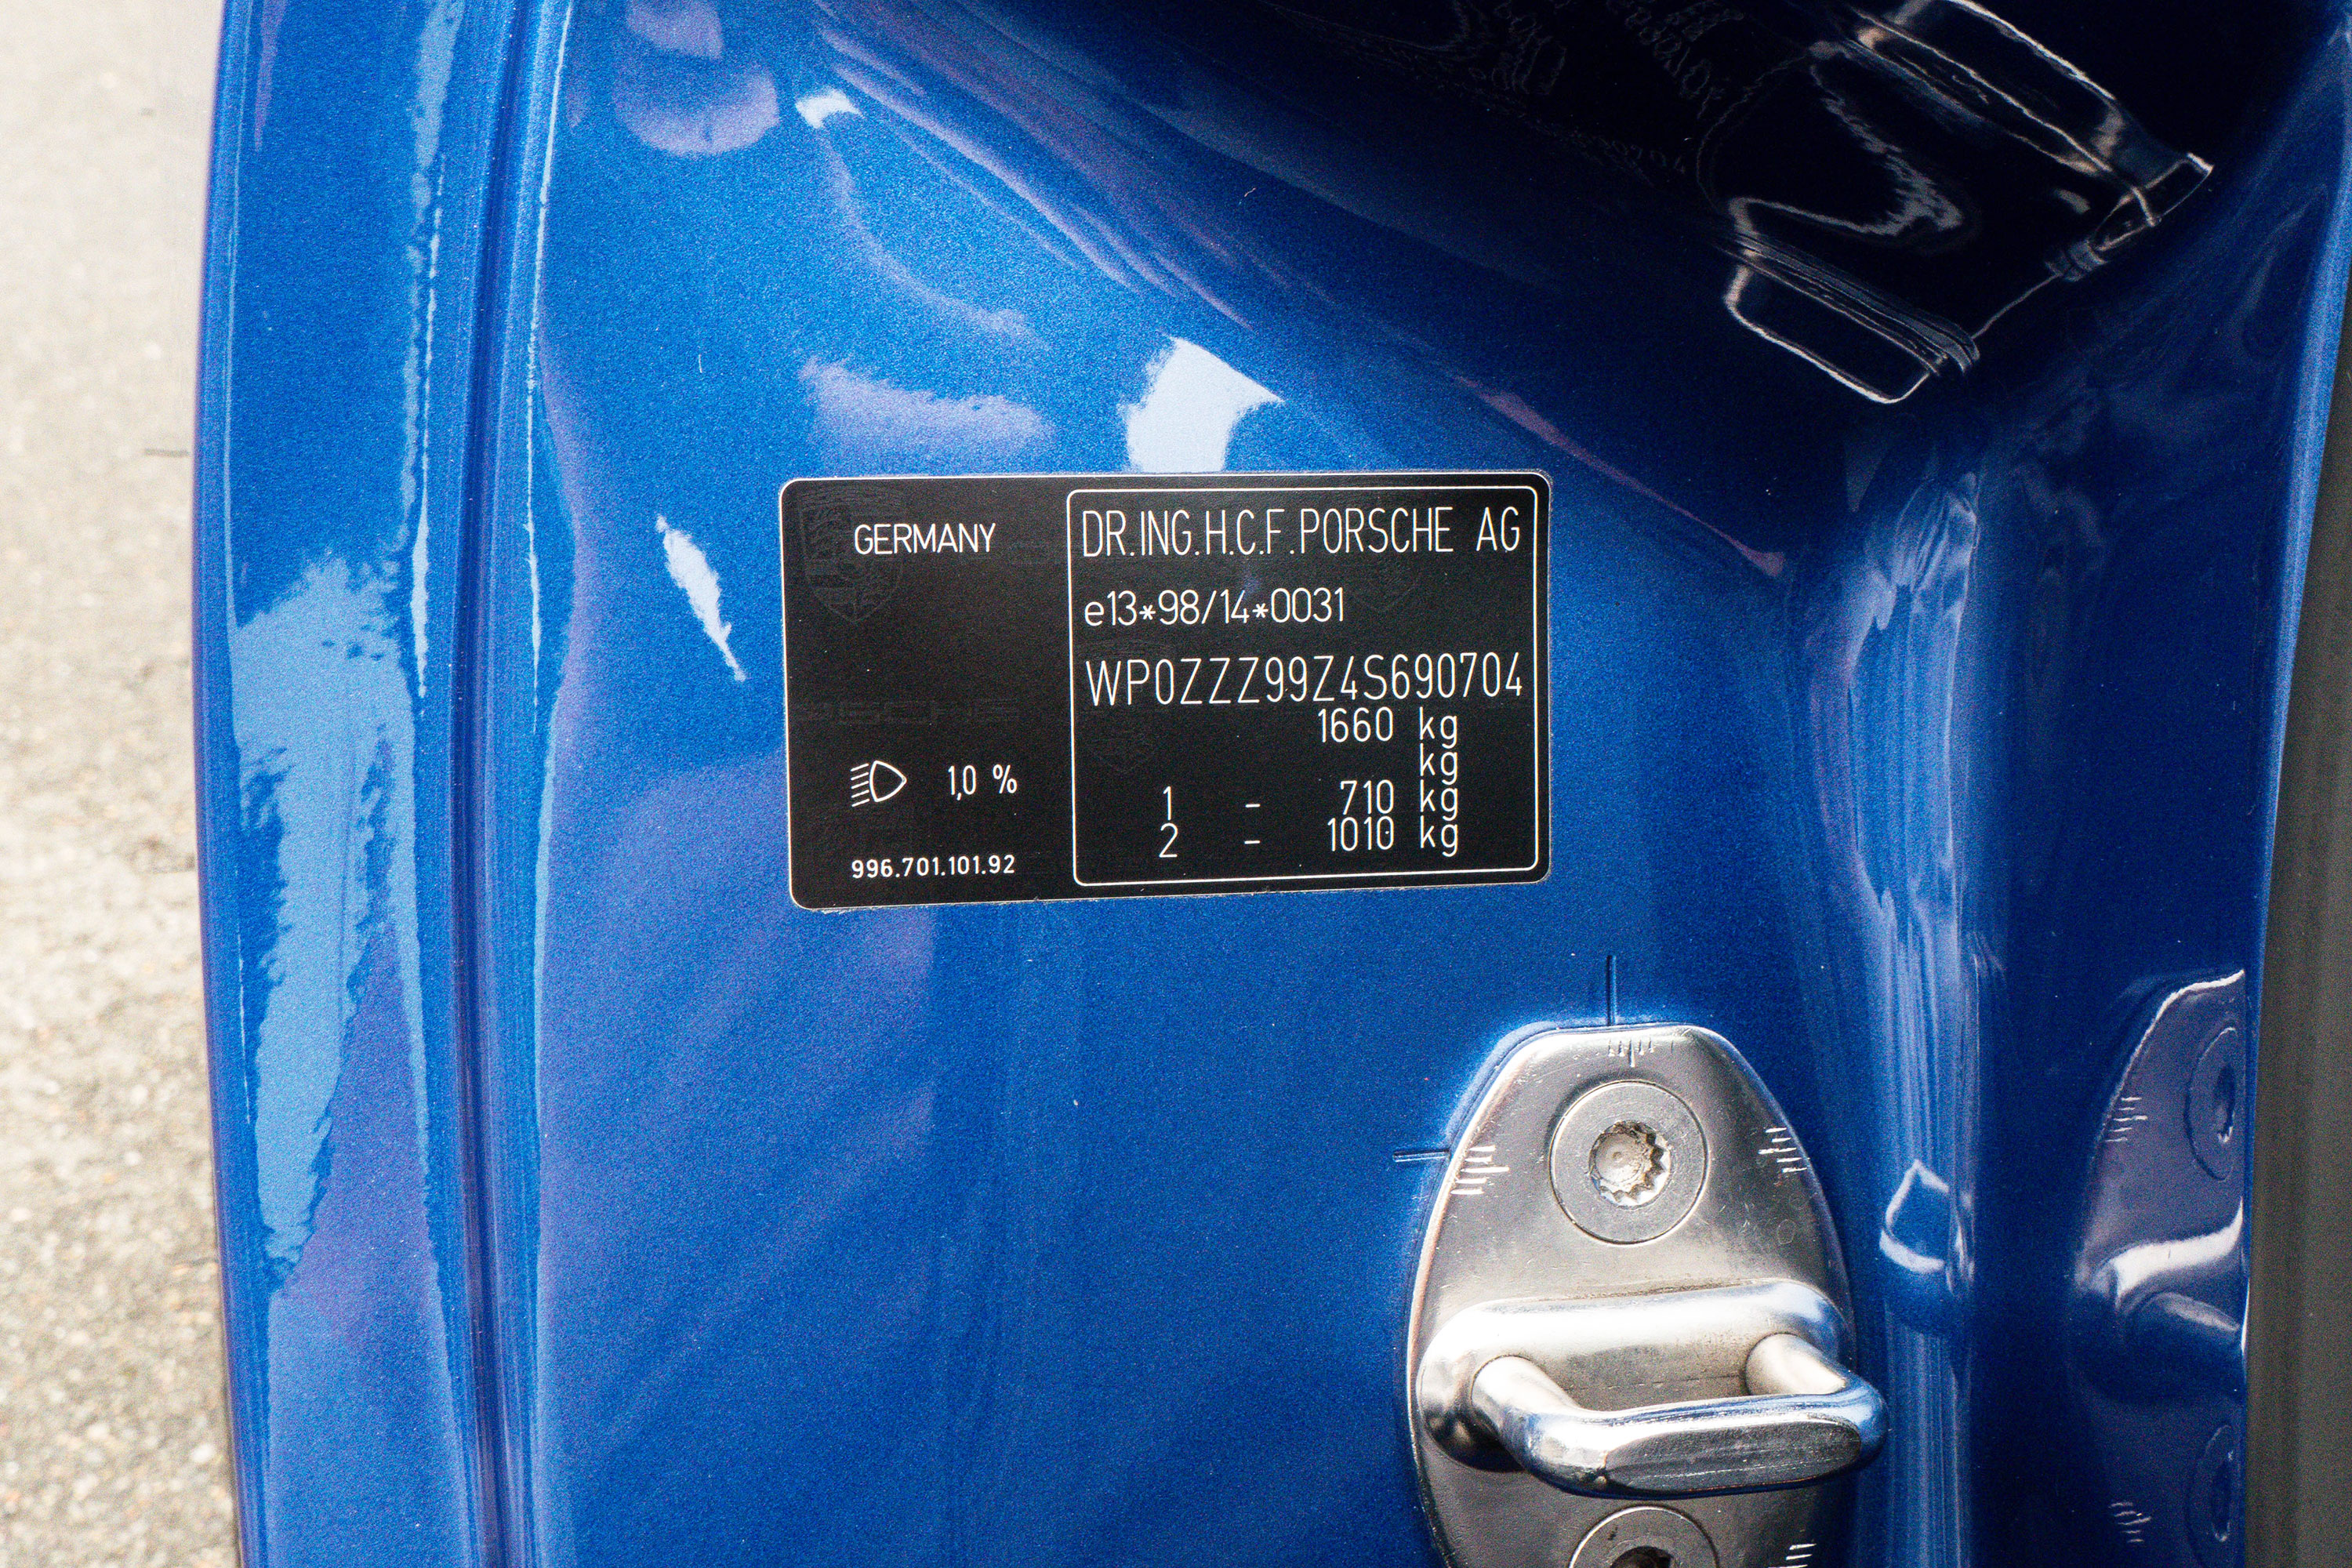 GERMANY
1,0 %
996.701.101.92
DR.ING.H.C.F.PORSCHE AG
e13*98/14*0031
WP0ZZZ99Z4S690704
1660 kg
kg
1 - 710 kg
2 - 1010 kg